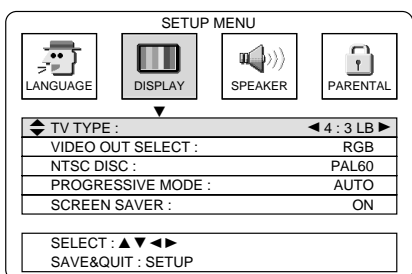 SETUP MENU
LANGUAGE DISPLAY SPEAKER PARENTAL
TV TYPE : 4 : 3 LB
VIDEO OUT SELECT : RGB
NTSC DISC : PAL60
PROGRESSIVE MODE : AUTO
SCREEN SAVER : ON
SELECT : ▲ ▼ ◄ ►
SAVE&QUIT : SETUP